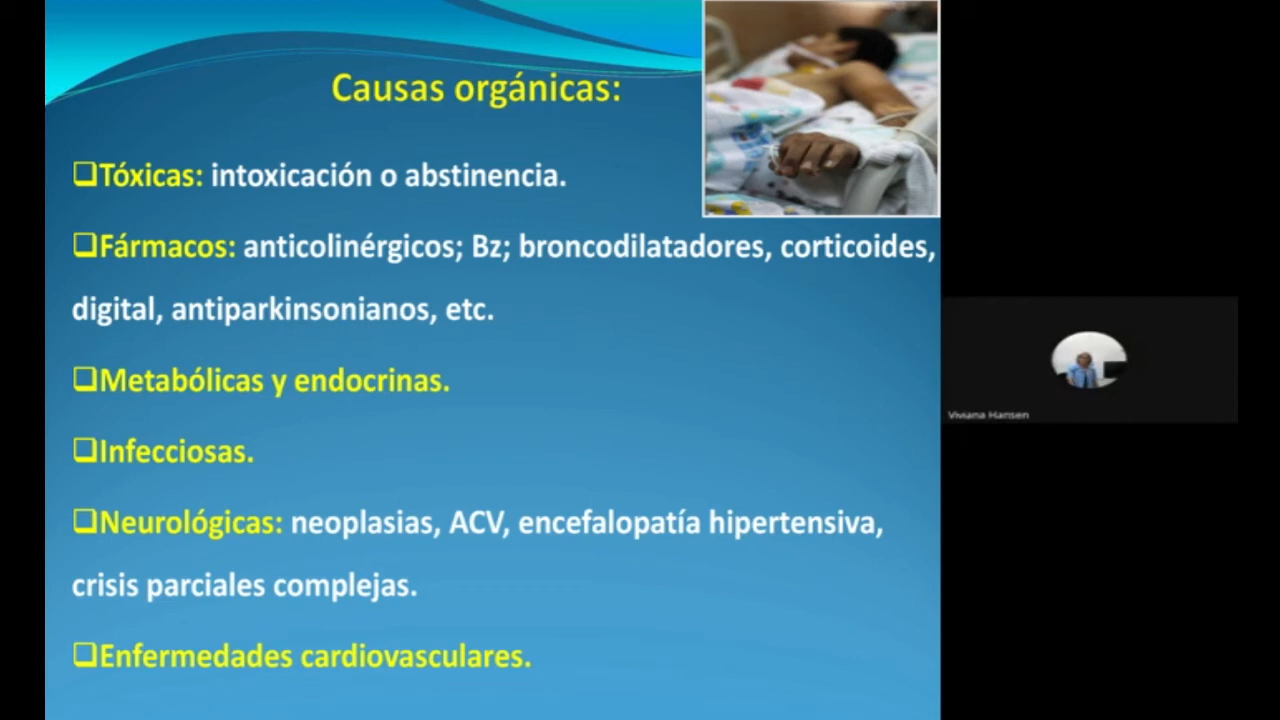 Causas orgánicas:
❑Tóxicas: intoxicación o abstinencia.
❑Fármacos: anticolinérgicos; Bz; broncodilatadores, corticoides,
digital, antiparkinsonianos, etc.
❑Metabólicas y endocrinas.
❑Infecciosas.
❑Neurológicas: neoplasias, ACV, encefalopatía hipertensiva,
crisis parciales complejas.
❑Enfermedades cardiovasculares.
Viviana Hansen